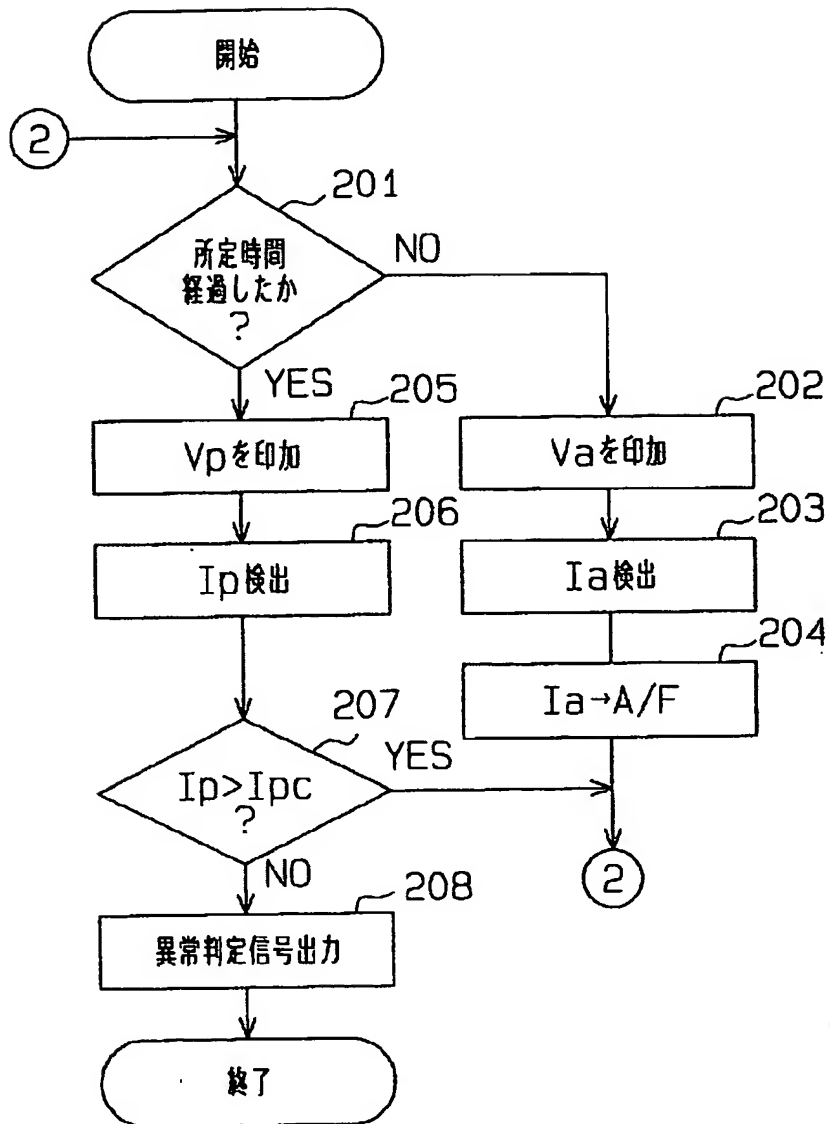 開始
2
201
所定時間
経過したか
?
NO
YES
205
Vpを印加
202
Vaを印加
206
Ip検出
203
Ia検出
204
Ia→A/F
207
Ip>Ipc
?
YES
2
NO
208
異常判定信号出力
終了